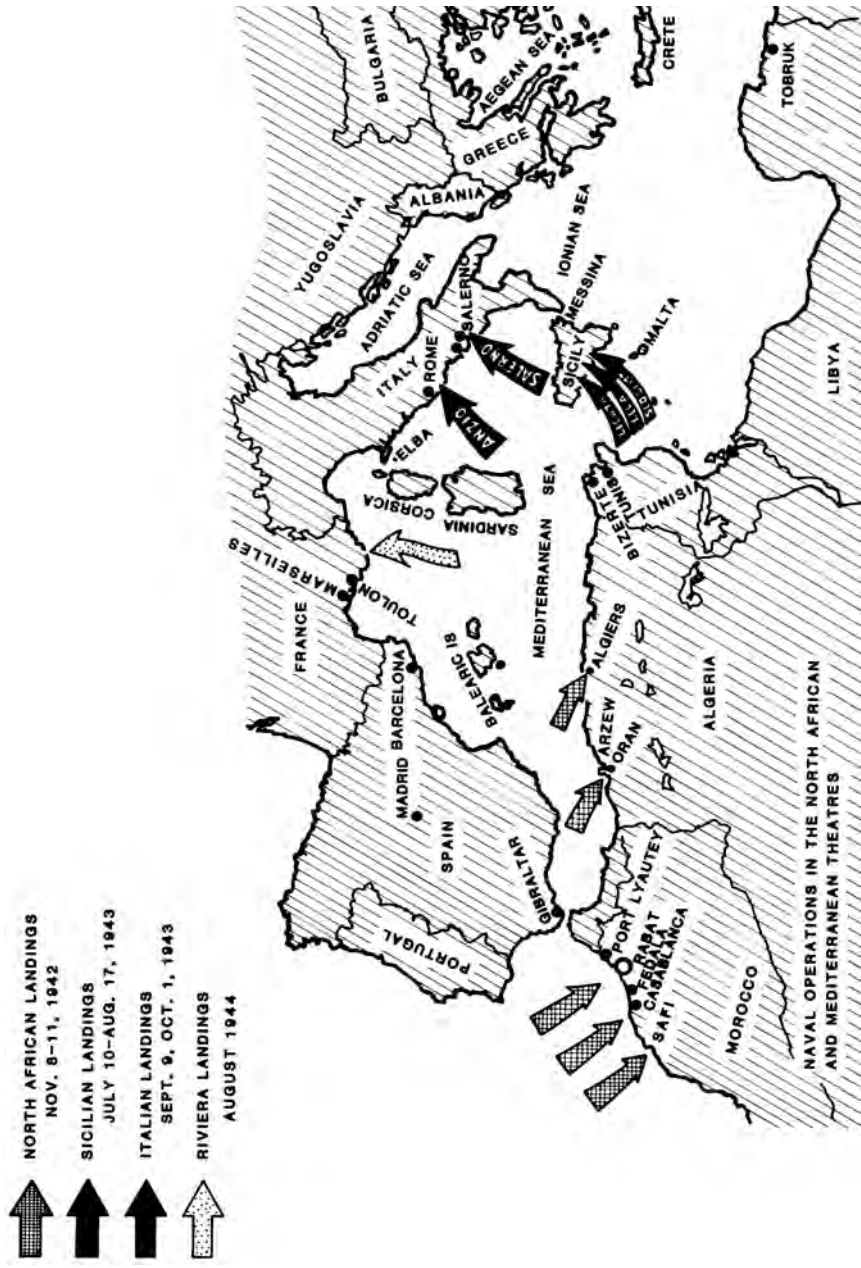 NORTH AFRICAN LANDINGS
NOV. 8-11, 1942
SICILIAN LANDINGS
JULY 10-AUG. 17, 1943
ITALIAN LANDINGS
SEPT. 9, OCT. 1, 1943
RIVIERA LANDINGS
AUGUST 1944
FRANCE
MARSEILLES
TOULON
YUGOSLAVIA
BULGARIA
ADRIATIC SEA
ALBANIA
GREECE
AEGEAN SEA
ITALY
ROME
SALERNO
ELBA
CORSICA
SARDINIA
ANZIO
SALERNO
PORTUGAL
SPAIN
MADRID
BARCELONA
BALEARIC IS
GIBRALTAR
MEDITERRANEAN SEA
SICILY
MESSINA
IONIAN SEA
CRETE
LICATA
MALTA
PORT LYAUTEY
RABAT
FEDALA
CASABLANCA
SAFI
MOROCCO
ARZEW
ORAN
ALGIERS
ALGERIA
BIZERTE
TUNIS
TUNISIA
LIBYA
TOBRUK
NAVAL OPERATIONS IN THE NORTH AFRICAN
AND MEDITERRANEAN THEATRES